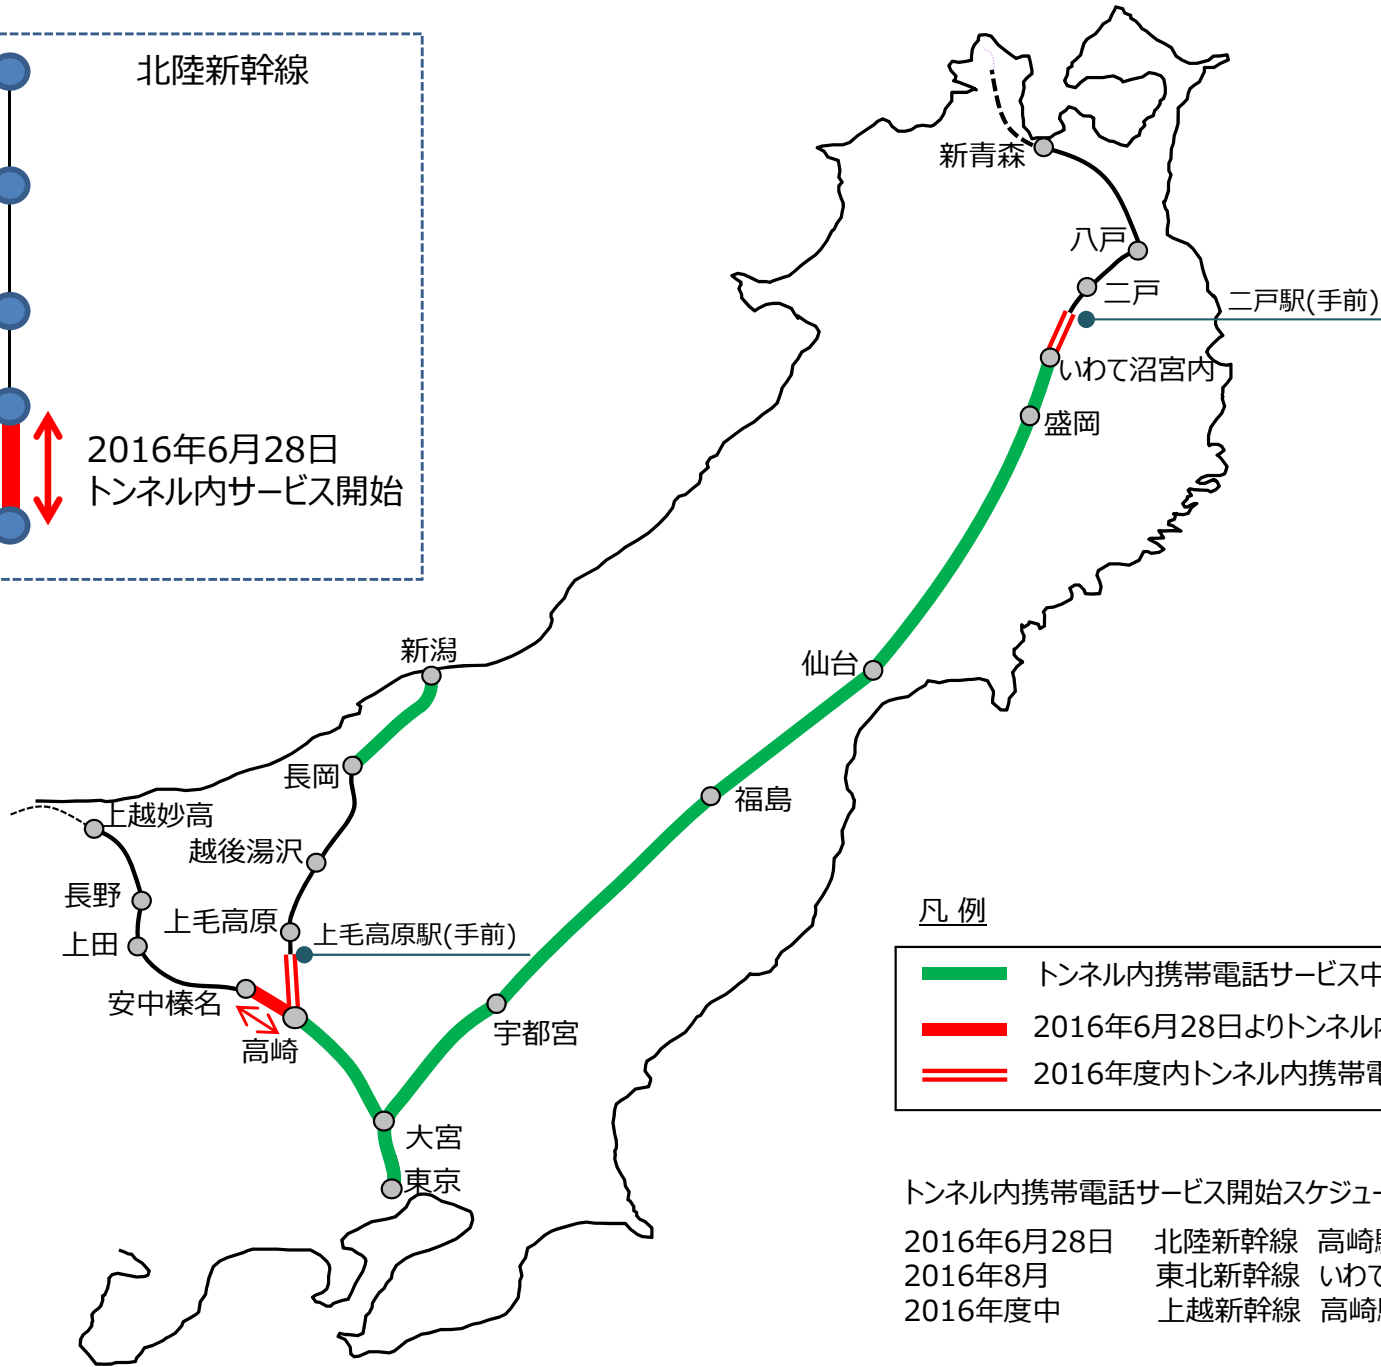 北陸新幹線
2016年6月28日
トンネル内サービス開始
新青森
八戸
二戸
二戸駅(手前)
いわて沼宮内
盛岡
仙台
新潟
長岡
福島
上越妙高
越後湯沢
長野
上毛高原
上田
上毛高原駅(手前)
安中榛名
高崎
宇都宮
大宮
東京
凡 例
トンネル内携帯電話サービス中
2016年6月28日よりトンネル内
2016年度内トンネル内携帯電
トンネル内携帯電話サービス開始スケジュー
2016年6月28日 北陸新幹線 高崎駅
2016年8月 東北新幹線 いわて
2016年度中 上越新幹線 高崎駅